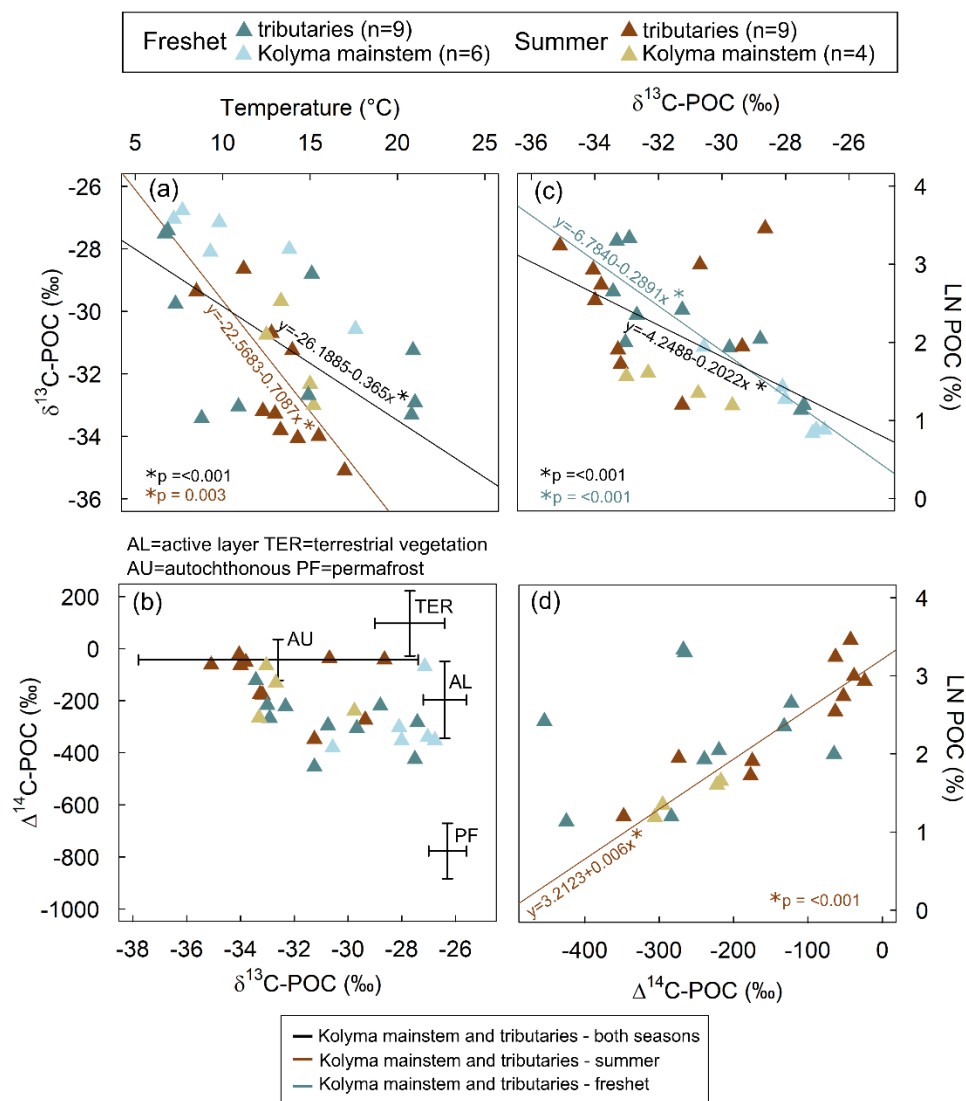 Freshet tributaries (n=9) Summer tributaries (n=9)
Kolyma mainstem (n=6) Kolyma mainstem (n=4)
Temperature (°C)
5 10 15 20 25
δ¹³C-POC (‰)
-36 -34 -32 -30 -28 -26
(a)
-26
-28
-30
-32
-34
-36
δ¹³C-POC (‰)
y=-26.1885-0.365x*
y=-22.5683-0.7087x*
*p =<0.001
*p = 0.003
(c)
4
3
2
1
0
LN POC (%)
y=-6.7840-0.2891x*
y=-4.2488-0.2022x*
*p =<0.001
*p = <0.001
AL=active layer TER=terrestrial vegetation
AU=autochthonous PF=permafrost
(b)
200
0
-200
-400
-600
-800
-1000
Δ¹⁴C-POC (‰)
TER
AU
AL
PF
-38 -36 -34 -32 -30 -28 -26
δ¹³C-POC (‰)
(d)
4
3
2
1
0
LN POC (%)
y=3.2123+0.006x*
*p = <0.001
-400 -300 -200 -100 0
Δ¹⁴C-POC (‰)
Kolyma mainstem and tributaries - both seasons
Kolyma mainstem and tributaries - summer
Kolyma mainstem and tributaries - freshet